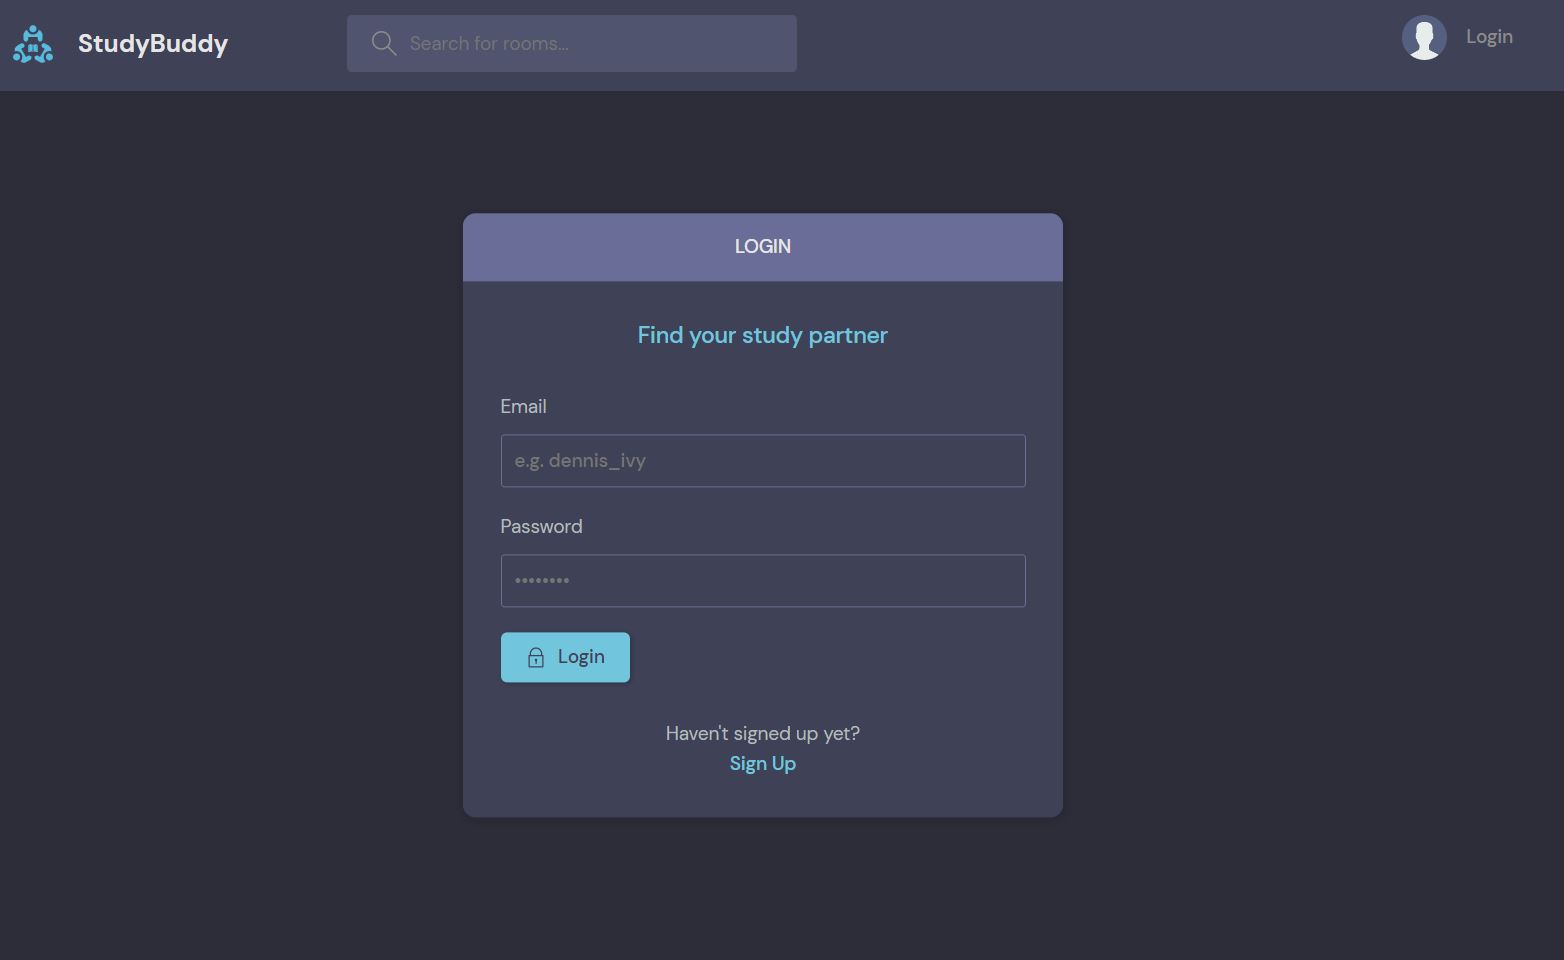 StudyBuddy
Search for rooms...
Login
LOGIN
Find your study partner
Email
e.g. dennis_ivy
Password
••••••••
Login
Haven't signed up yet?
Sign Up